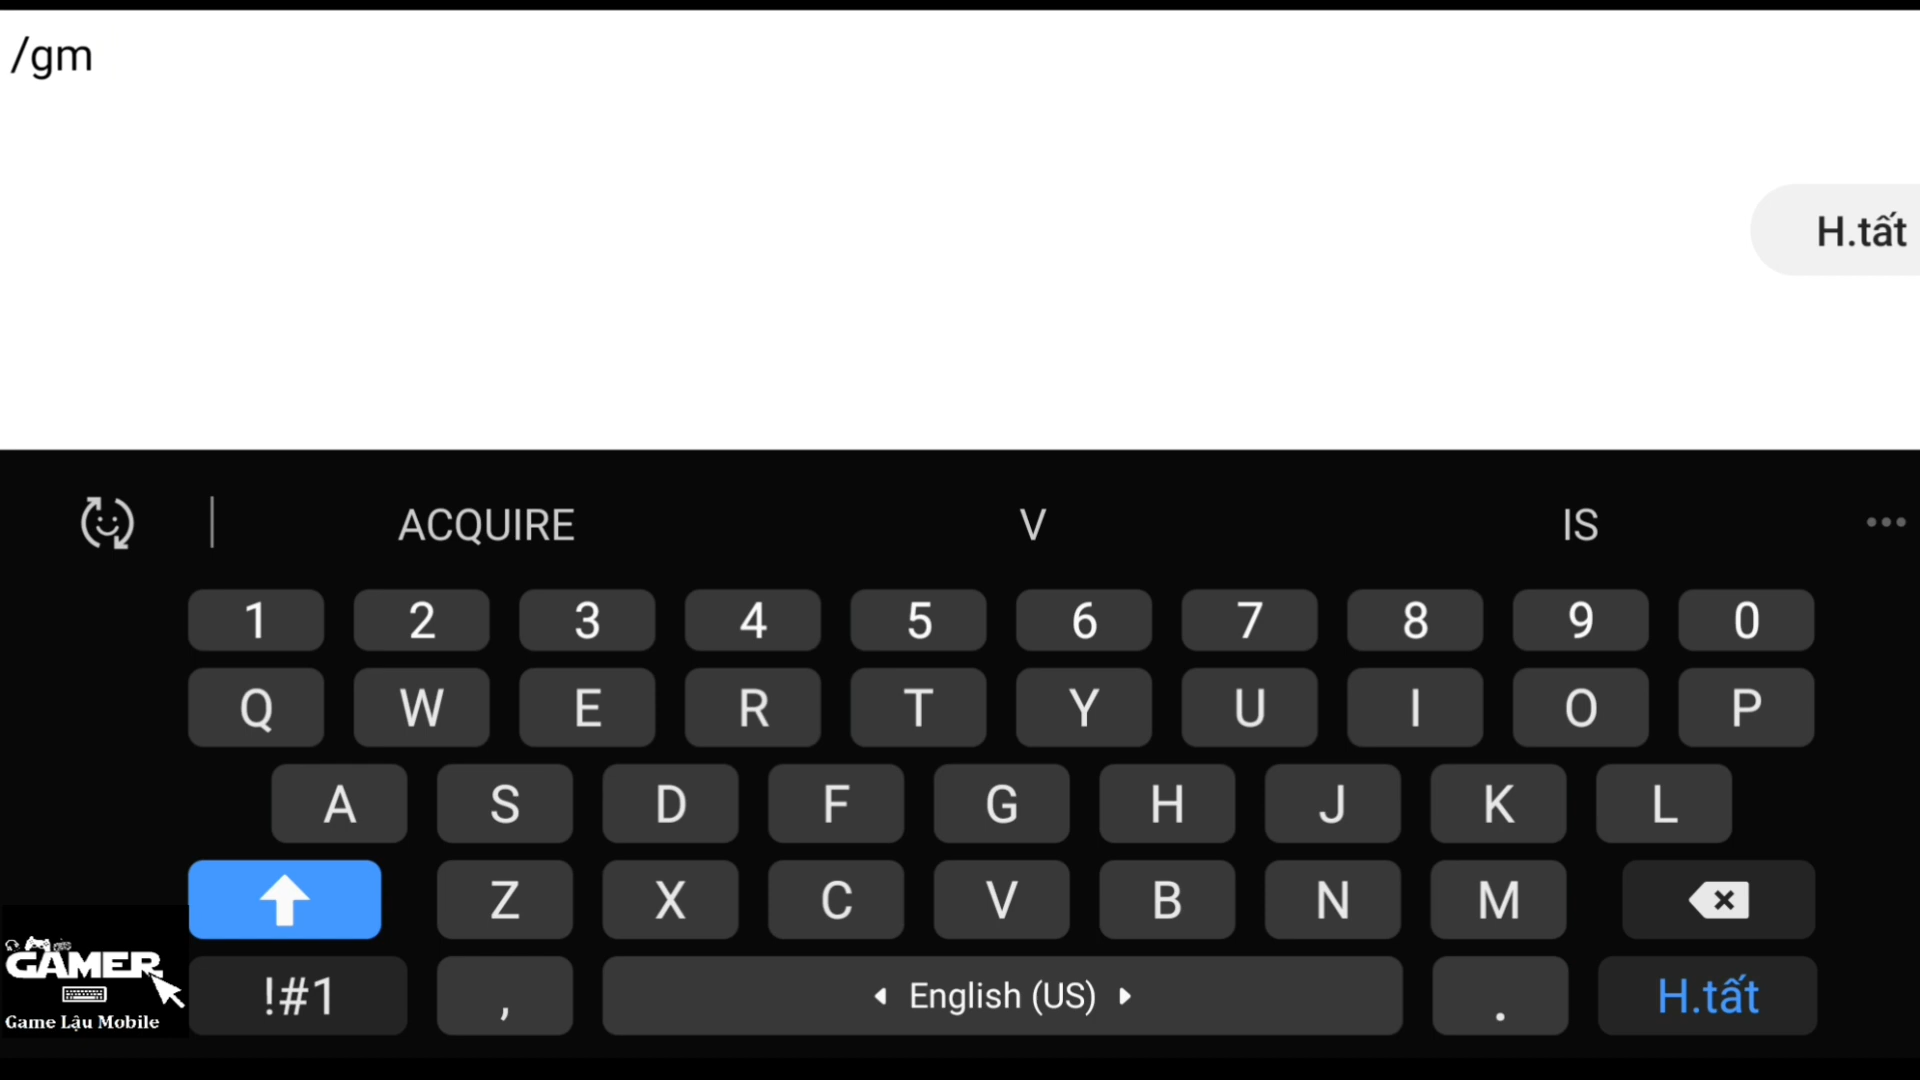 /gm
H.tất
ACQUIRE V IS
1 2 3 4 5 6 7 8 9 0
Q W E R T Y U I O P
A S D F G H J K L
Z X C V B N M
!#1 , English (US) . H.tất
GAMER
Game Lậu Mobile